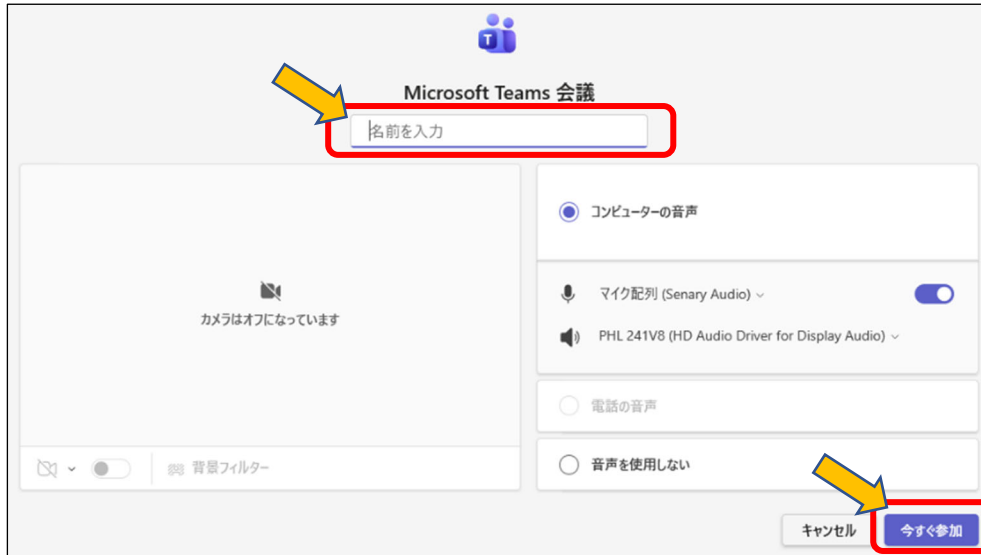 T
Microsoft Teams 会議
名前を入力
コンピューターの音声
カメラはオフになっています
マイク配列 (Senary Audio)
PHL 241V8 (HD Audio Driver for Display Audio)
電話の音声
背景フィルター
音声を使用しない
キャンセル
今すぐ参加